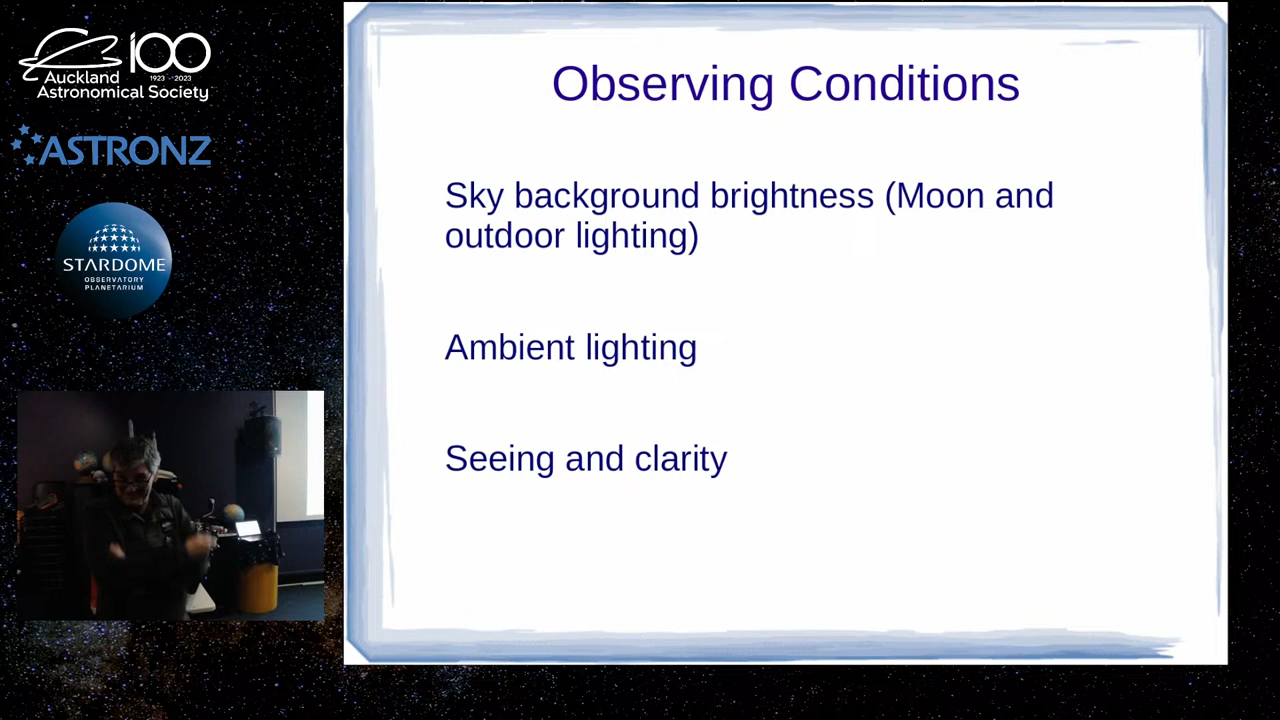 100
1923 - 2023
Auckland
Astronomical Society
ASTRONZ
STARDOME
OBSERVATORY
PLANETARIUM
Observing Conditions
Sky background brightness (Moon and
outdoor lighting)
Ambient lighting
Seeing and clarity